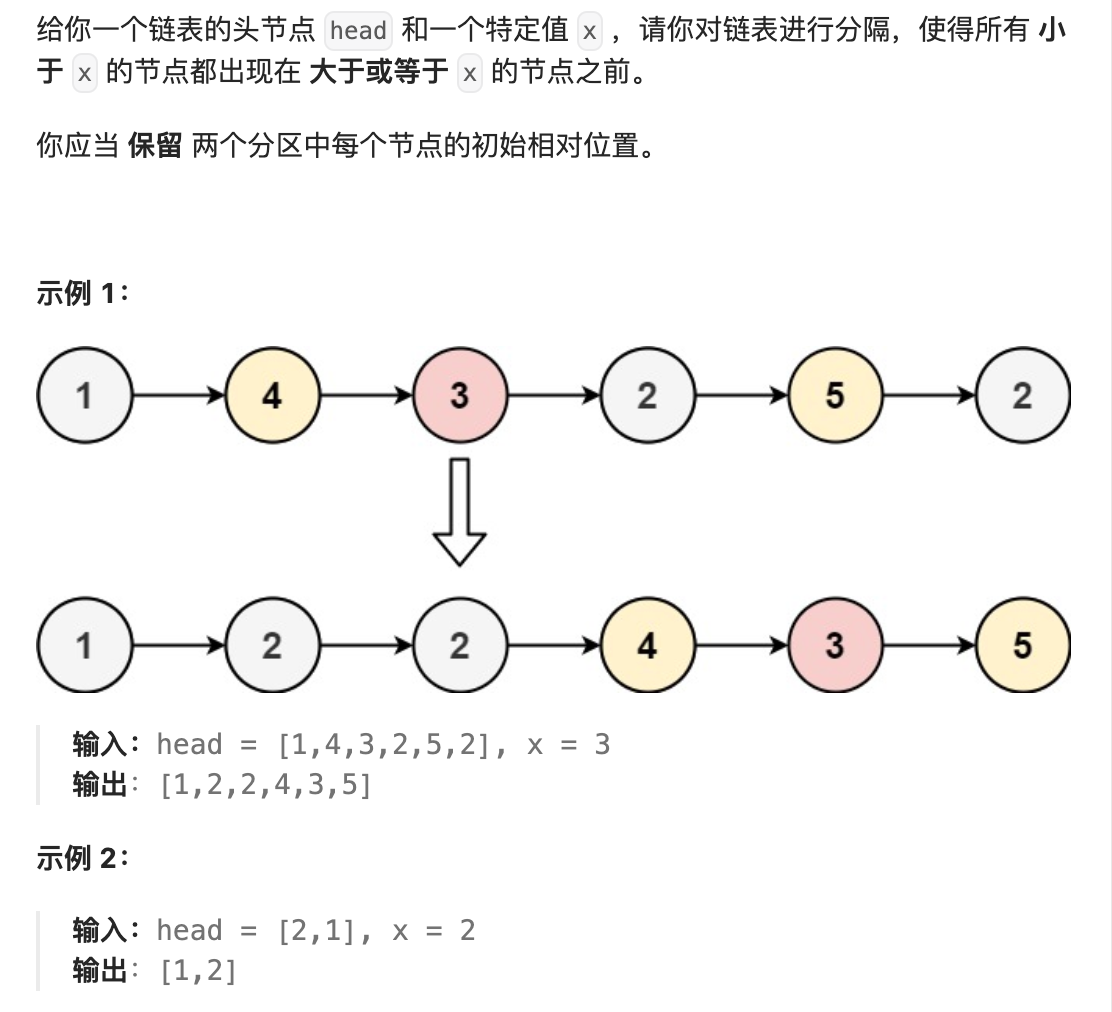 给你一个链表的头节点 head 和一个特定值 x ，请你对链表进行分隔，使得所有 小
于 x 的节点都出现在 大于或等于 x 的节点之前。
你应当 保留 两个分区中每个节点的初始相对位置。
示例 1：
1 4 3 2 5 2
1 2 2 4 3 5
输入：head = [1,4,3,2,5,2], x = 3
输出：[1,2,2,4,3,5]
示例 2：
输入：head = [2,1], x = 2
输出：[1,2]